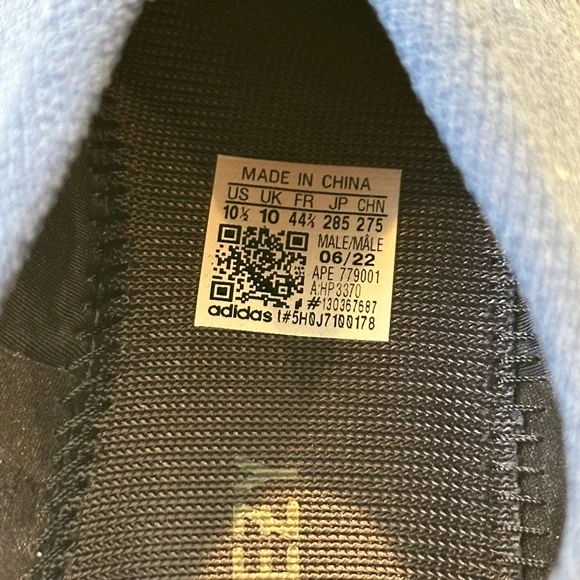 MADE IN CHINA
US UK FR JP CHN
10½ 10 44⅔ 285 275
MALE/MÂLE
06/22
APE 779001
A:HP3370
#130367687
adidas t#5H0J7100178